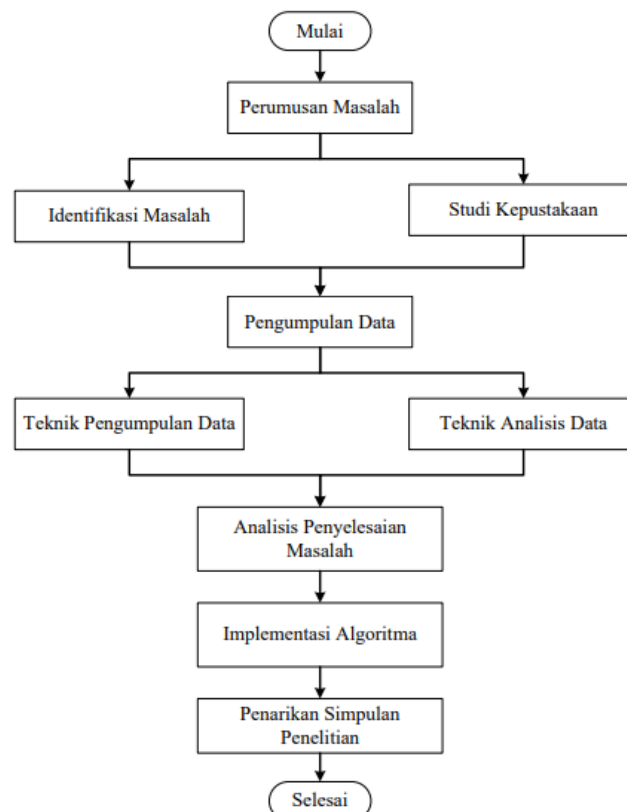 Mulai
Perumusan Masalah
Identifikasi Masalah
Studi Kepustakaan
Pengumpulan Data
Teknik Pengumpulan Data
Teknik Analisis Data
Analisis Penyelesaian
Masalah
Implementasi Algoritma
Penarikan Simpulan
Penelitian
Selesai